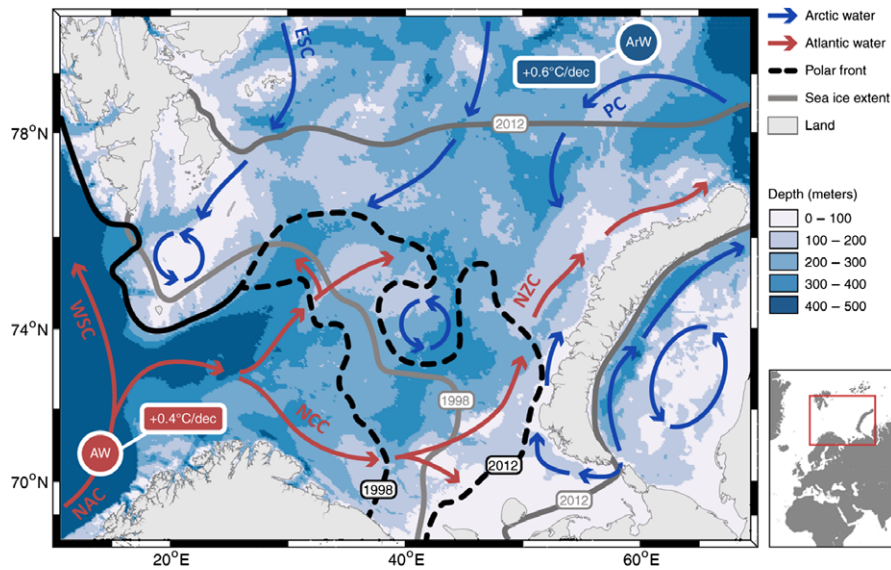 ESC
ArW
+0.6°C/dec
PC
2012
78°N
76°N
WSC
NZC
74°N
1998
+0.4°C/dec
NCC
AW
2012
1998
2012
NAC
70°N
20°E
40°E
60°E
Arctic water
Atlantic water
Polar front
Sea ice extent
Land
Depth (meters)
0 – 100
100 – 200
200 – 300
300 – 400
400 – 500